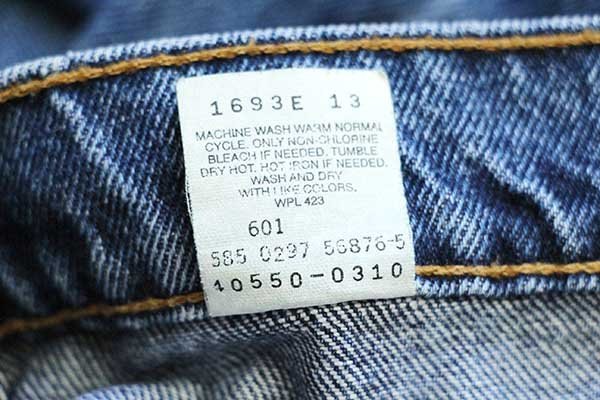 1693E 13
MACHINE WASH WARM NORMAL
CYCLE. ONLY NON-CHLORINE
BLEACH IF NEEDED. TUMBLE
DRY HOT. HOT IRON IF NEEDED.
WASH AND DRY
WITH LIKE COLORS.
WPL 423
601
585 0297 56876-5
40550-0310